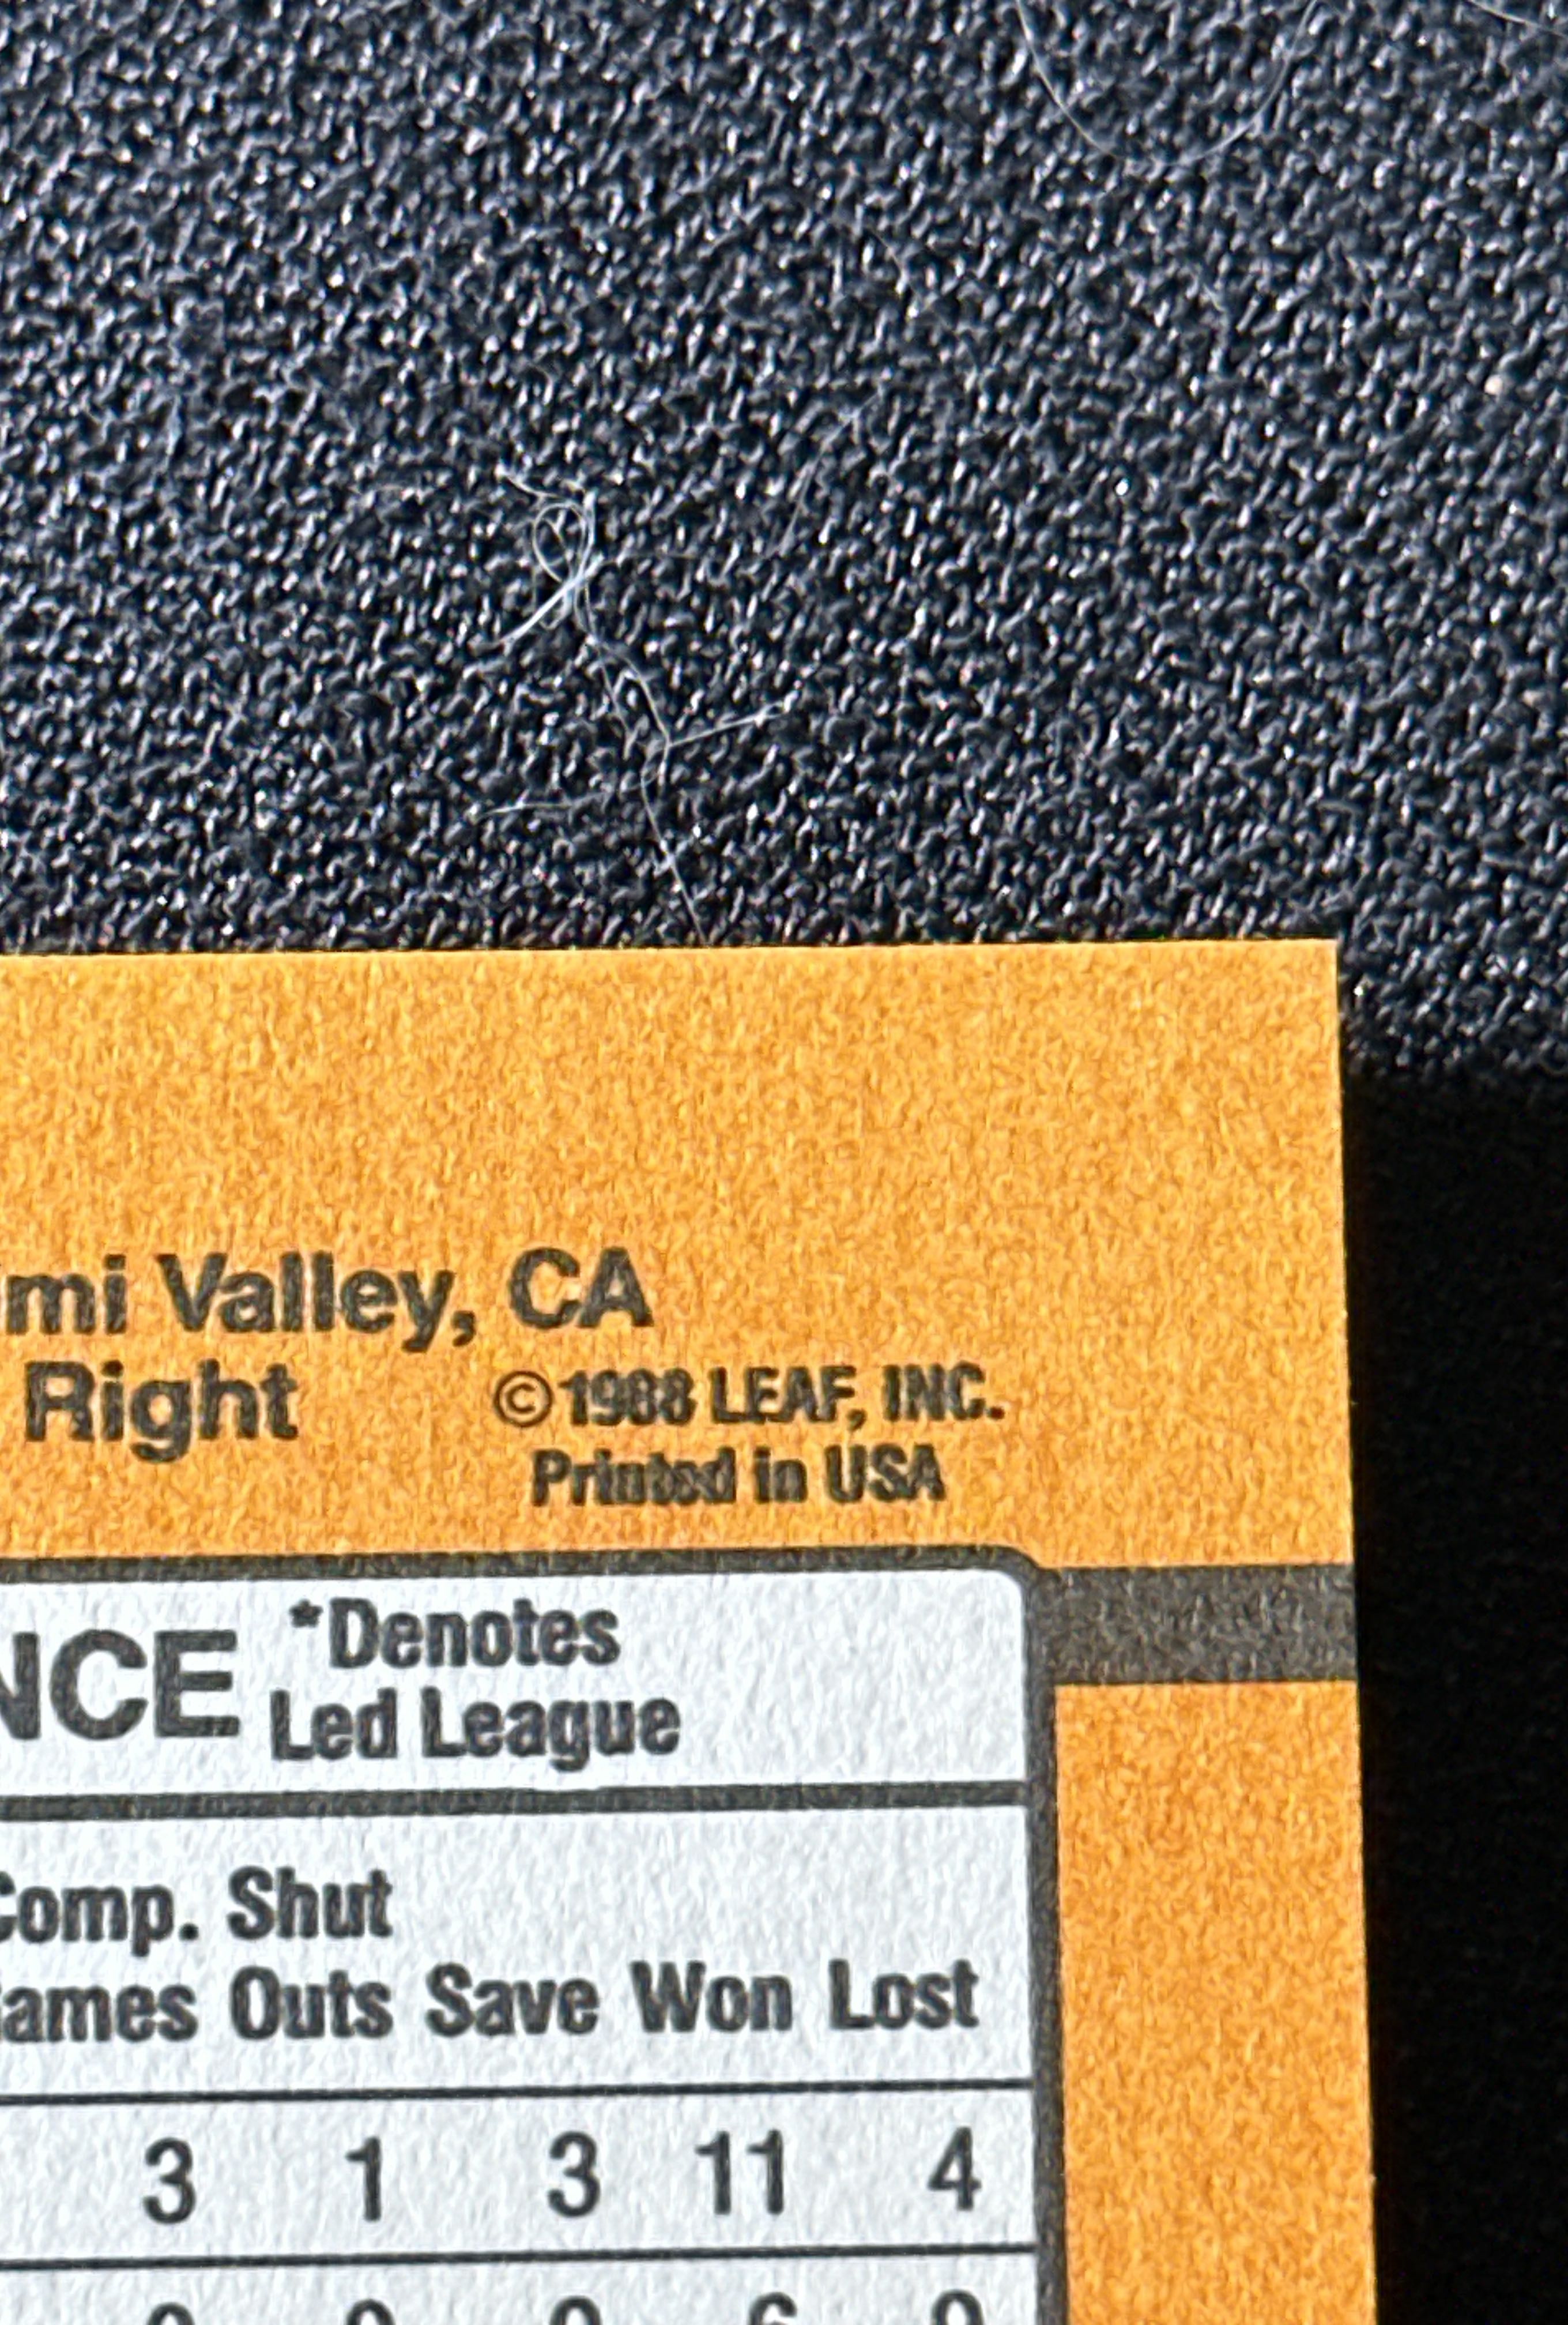 mi Valley, CA
Right
©1988 LEAF, INC.
Printed in USA
NCE
*Denotes
Led League
Comp. Shut
Games Outs Save Won Lost
3 1 3 11 4